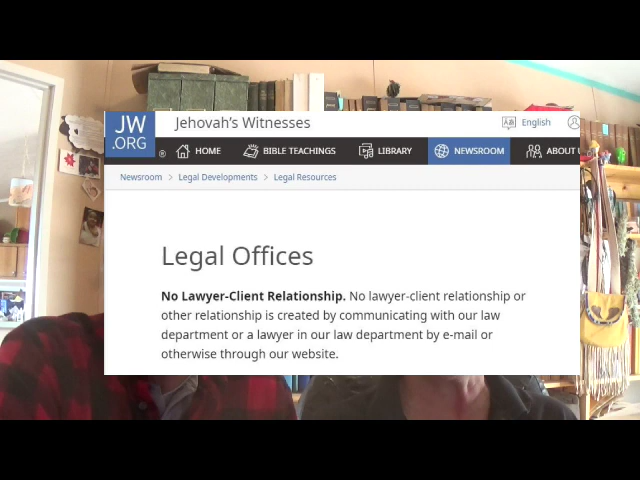 JW
.ORG
®
Jehovah's Witnesses
English
HOME
BIBLE TEACHINGS
LIBRARY
NEWSROOM
ABOUT U
Newsroom > Legal Developments > Legal Resources
Legal Offices
No Lawyer-Client Relationship. No lawyer-client relationship or
other relationship is created by communicating with our law
department or a lawyer in our law department by e-mail or
otherwise through our website.